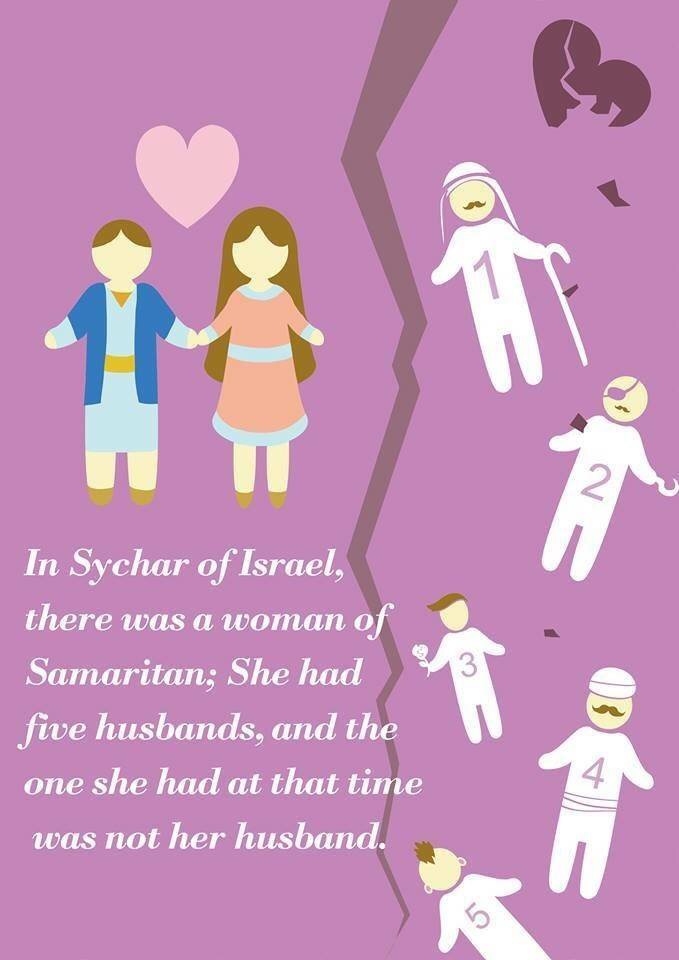 In Sychar of Israel,
there was a woman of
Samaritan; She had
five husbands, and the
one she had at that time
was not her husband.
1
2
3
4
5